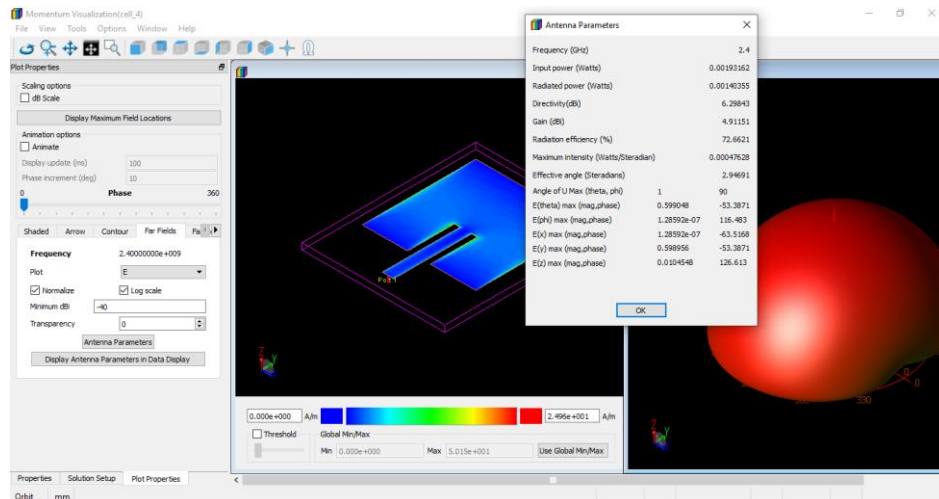 Momentum Visualization(cell_4)
File View Tools Options Window Help
Plot Properties
Scaling options
dB Scale
Display Maximum Field Locations
Animation options
Animate
Display update (ms) 100
Phase increment (deg) 10
0 Phase 360
Shaded Arrow Contour Far Fields Fa
Frequency 2.40000000e+009
Plot E
Normalize Log scale
Minimum dB -40
Transparency 0
Antenna Parameters
Display Antenna Parameters in Data Display
Properties Solution Setup Plot Properties
Orbit mm
Port 1
Z Y
0.000e+000 A/m 2.496e+001 A/m
Threshold Global Min/Max
Min 0.000e+000 Max 5.015e+001 Use Global Min/Max
Antenna Parameters
Frequency (GHz) 2.4
Input power (Watts) 0.00193162
Radiated power (Watts) 0.00140355
Directivity(dBi) 6.29843
Gain (dBi) 4.91151
Radiation efficiency (%) 72.6621
Maximum intensity (Watts/Steradian) 0.00047628
Effective angle (Steradians) 2.94691
Angle of U Max (theta, phi) 1 90
E(theta) max (mag,phase) 0.599048 -53.3871
E(phi) max (mag,phase) 1.28592e-07 116.483
E(x) max (mag,phase) 1.28592e-07 -63.5168
E(y) max (mag,phase) 0.598956 -53.3871
E(z) max (mag,phase) 0.0104548 126.613
OK
0
0
330
Z Y